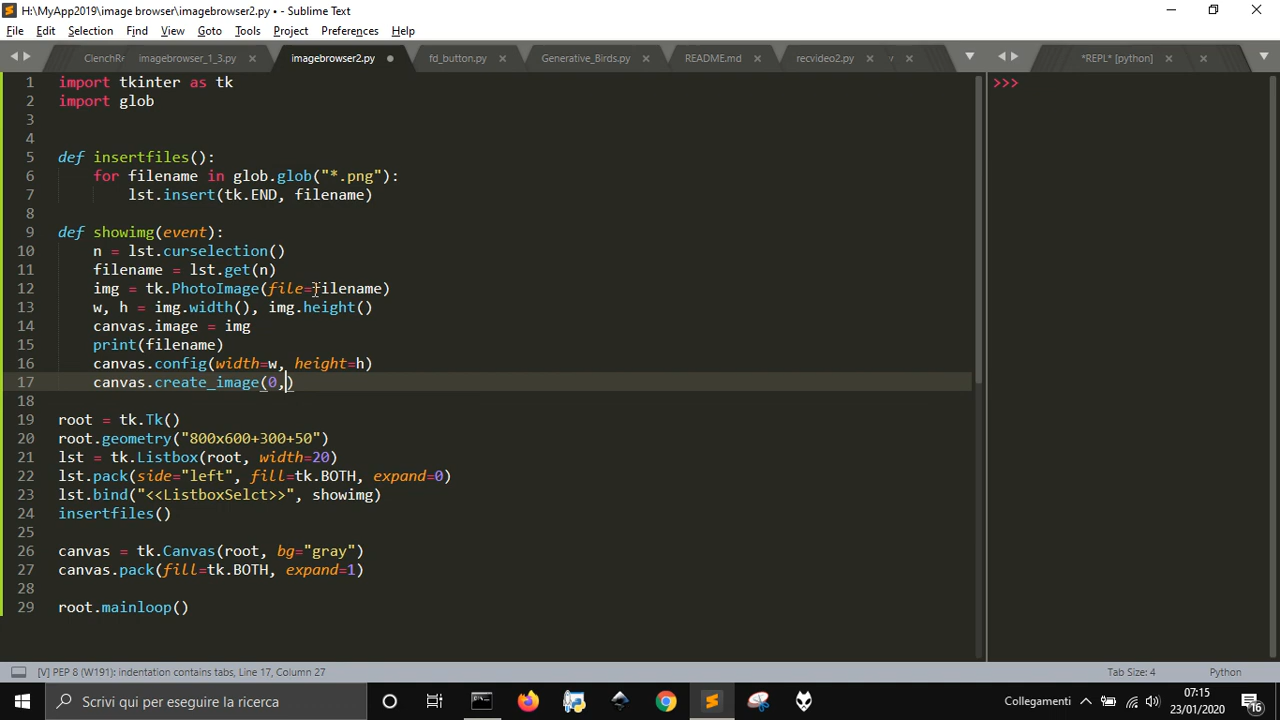 H:\MyApp2019\image browser\imagebrowser2.py • - Sublime Text
File Edit Selection Find View Goto Tools Project Preferences Help
ClenchRe imagebrowser_1_3.py imagebrowser2.py fd_button.py Generative_Birds.py README.md recvideo2.py *REPL* [python]
1 import tkinter as tk
2 import glob
3
4
5 def insertfiles():
6 for filename in glob.glob("*.png"):
7 lst.insert(tk.END, filename)
8
9 def showimg(event):
10 n = lst.curselection()
11 filename = lst.get(n)
12 img = tk.PhotoImage(file=filename)
13 w, h = img.width(), img.height()
14 canvas.image = img
15 print(filename)
16 canvas.config(width=w, height=h)
17 canvas.create_image(0,)
18
19 root = tk.Tk()
20 root.geometry("800x600+300+50")
21 lst = tk.Listbox(root, width=20)
22 lst.pack(side="left", fill=tk.BOTH, expand=0)
23 lst.bind("<<ListboxSelct>>", showimg)
24 insertfiles()
25
26 canvas = tk.Canvas(root, bg="gray")
27 canvas.pack(fill=tk.BOTH, expand=1)
28
29 root.mainloop()
>>>
[V] PEP 8 (W191): indentation contains tabs, Line 17, Column 27 Tab Size: 4 Python
Scrivi qui per eseguire la ricerca Collegamenti 07:15
23/01/2020 16